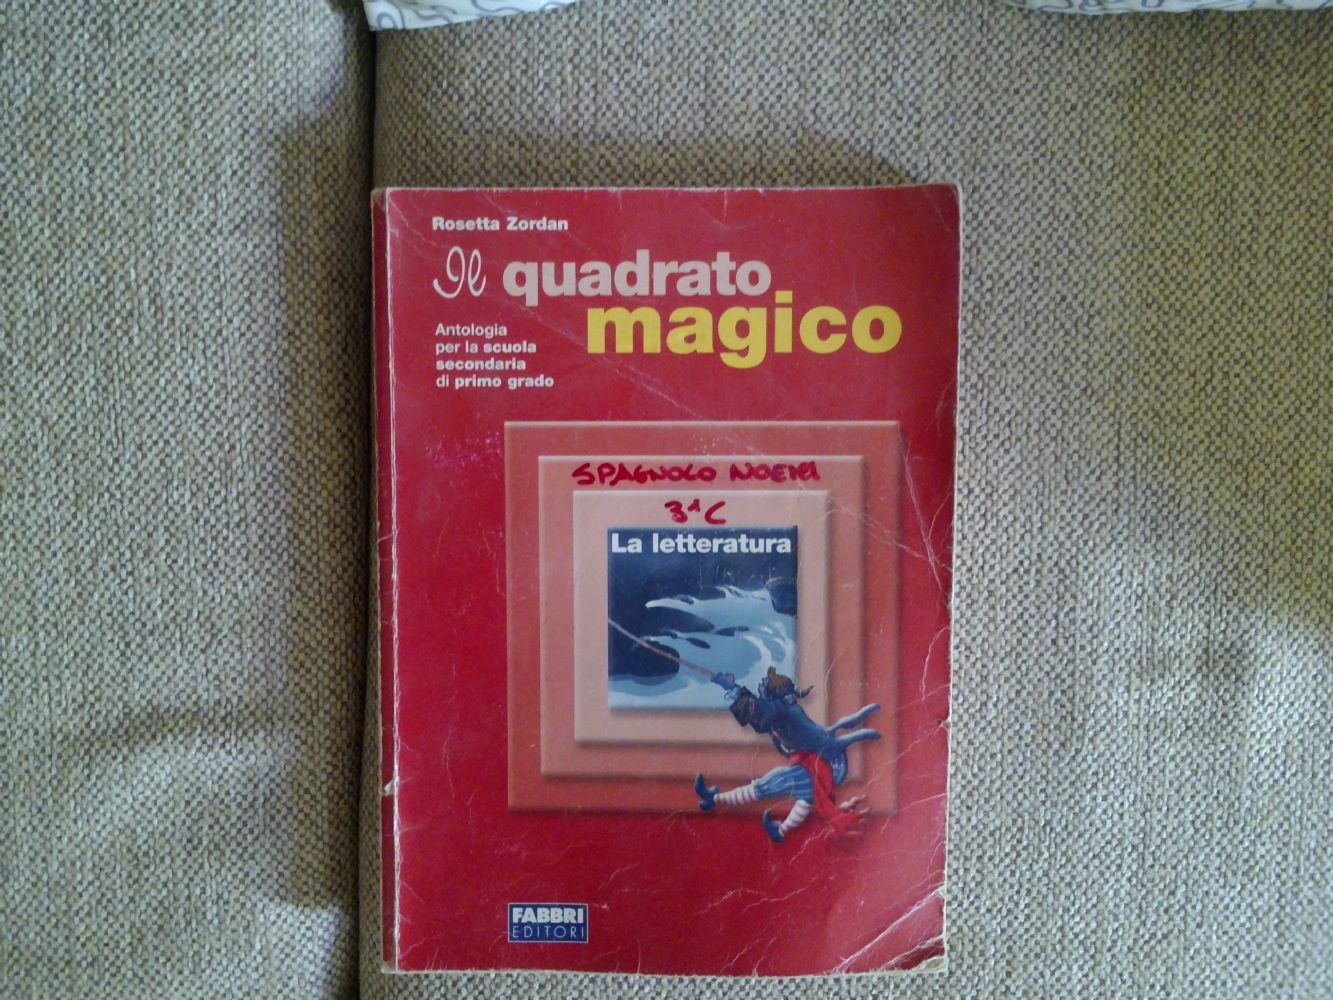 Rosetta Zordan
Il quadrato
magico
Antologia
per la scuola
secondaria
di primo grado
SPAGNOLO NOEMI
3ªC
La letteratura
FABBRI
EDITORI